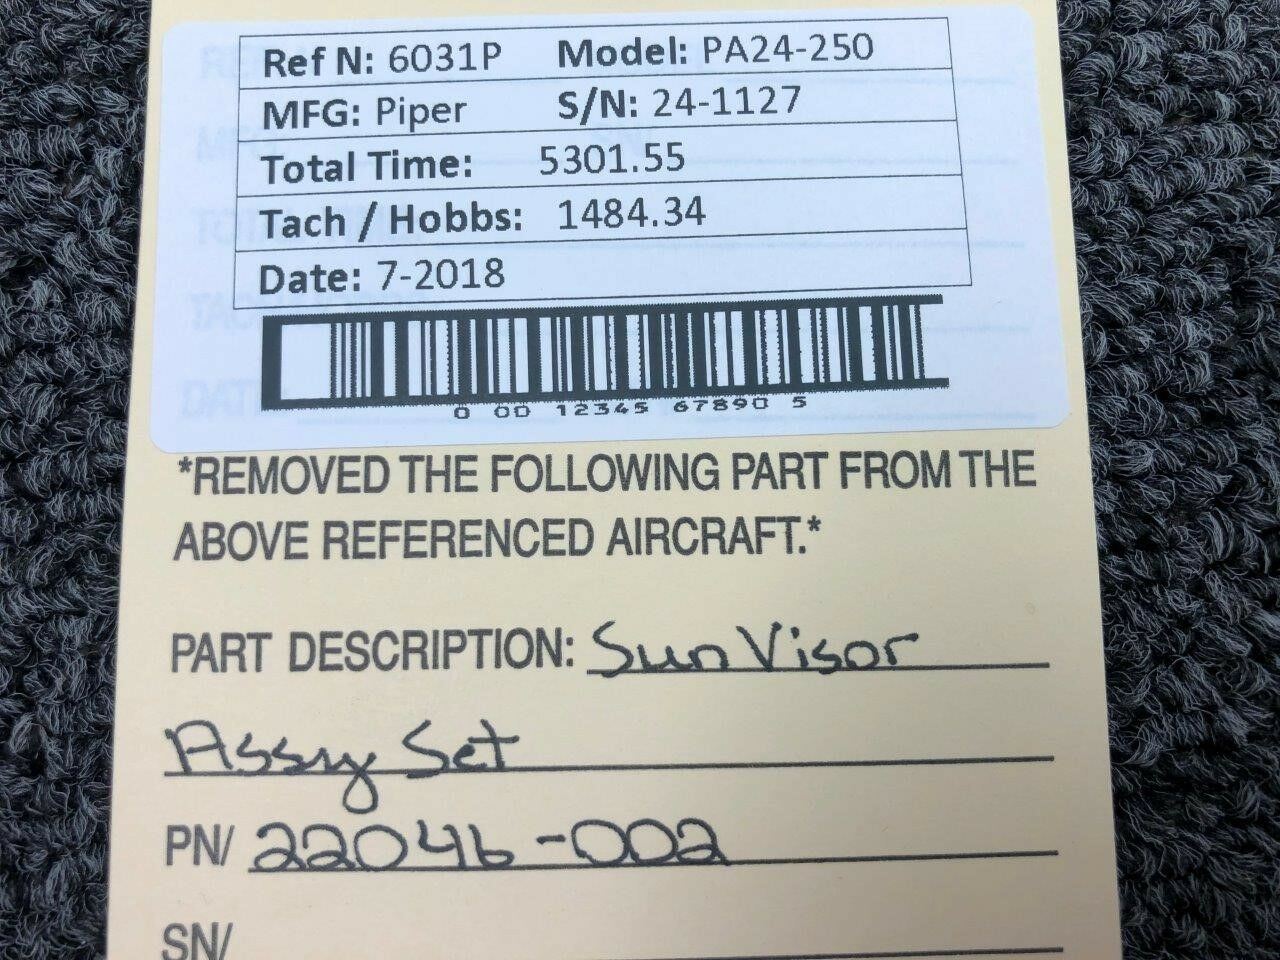 Ref N: 6031P Model: PA24-250
MFG: Piper S/N: 24-1127
Total Time: 5301.55
Tach / Hobbs: 1484.34
Date: 7-2018
0 00 12345 67890 5
*REMOVED THE FOLLOWING PART FROM THE
ABOVE REFERENCED AIRCRAFT.*
PART DESCRIPTION: Sun Visor
Assy Set
PN/ 22046-002
SN/